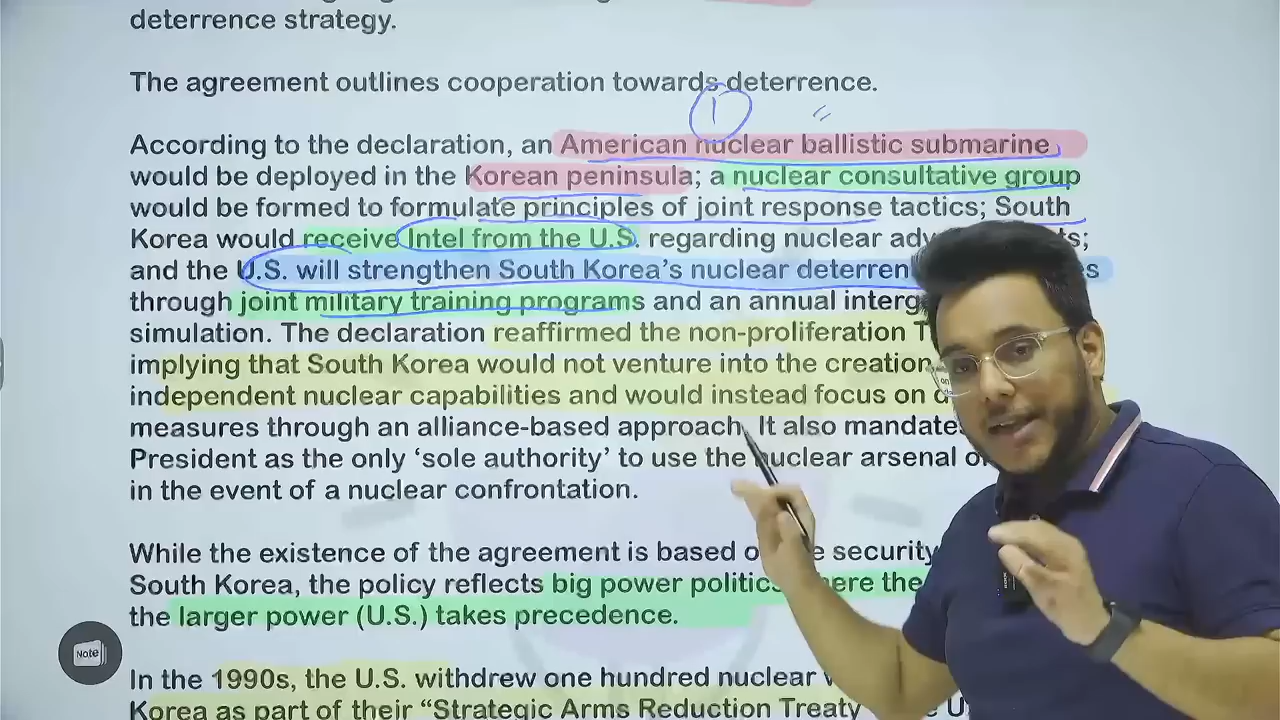 deterrence strategy.
The agreement outlines cooperation towards deterrence.
1
According to the declaration, an American nuclear ballistic submarine
would be deployed in the Korean peninsula; a nuclear consultative group
would be formed to formulate principles of joint response tactics; South
Korea would receive Intel from the U.S. regarding nuclear
and the U.S. will strengthen South Korea's nuclear
through joint military training programs and an annual
simulation. The declaration reaffirmed the non-proliferation
implying that South Korea would not venture into the creation
independent nuclear capabilities and would instead focus on
measures through an alliance-based approach. It also
President as the only 'sole authority' to use the nuclear arsenal
in the event of a nuclear confrontation.
While the existence of the agreement is based security
South Korea, the policy reflects big power politics the
the larger power (U.S.) takes precedence.
Note
In the 1990s, the U.S. withdrew one hundred nuclear
Korea as part of their “Strategic Arms Reduction Treaty